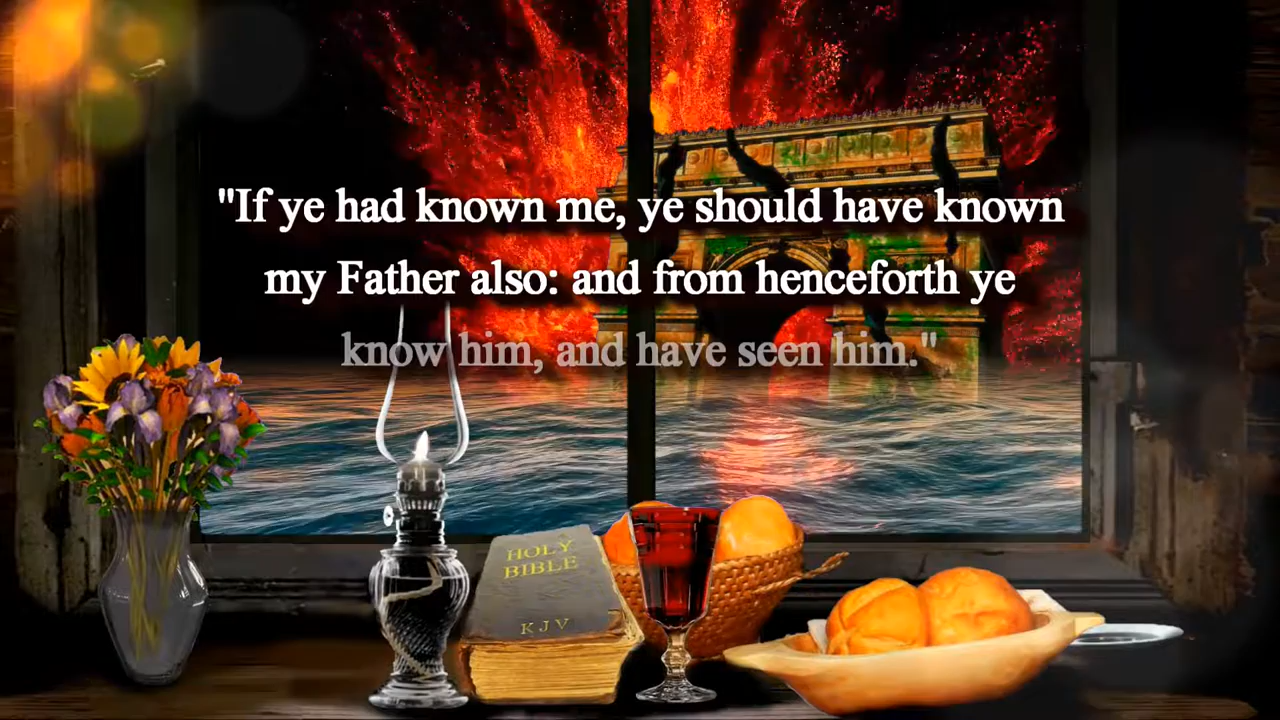 "If ye had known me, ye should have known
my Father also: and from henceforth ye
know him, and have seen him."
HOLY
BIBLE
KJV